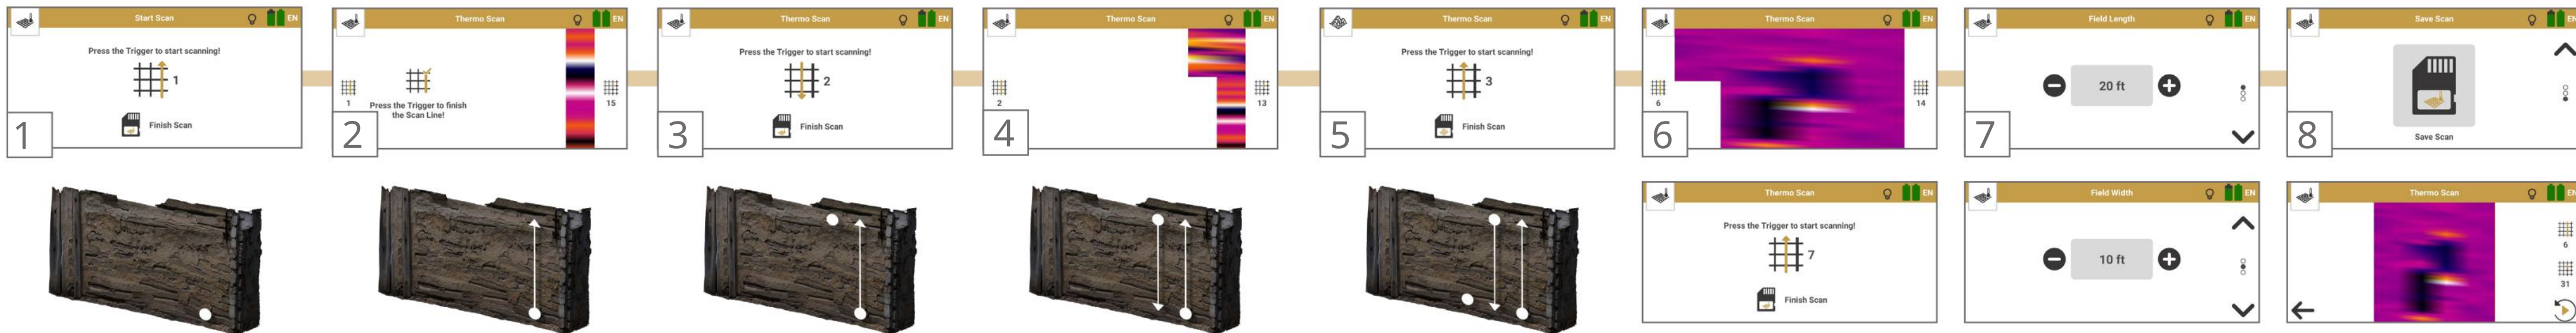 Start Scan
EN
Press the Trigger to start scanning!
1
Finish Scan
1
Thermo Scan
EN
1
Press the Trigger to finish
the Scan Line!
15
2
Thermo Scan
EN
Press the Trigger to start scanning!
2
Finish Scan
3
Thermo Scan
EN
2
13
4
Thermo Scan
EN
Press the Trigger to start scanning!
3
Finish Scan
5
Thermo Scan
EN
6
14
6
Field Length
EN
20 ft
7
Save Scan
EN
Save Scan
8
Thermo Scan
EN
Press the Trigger to start scanning!
7
Finish Scan
Field Width
EN
10 ft
Thermo Scan
EN
6
31